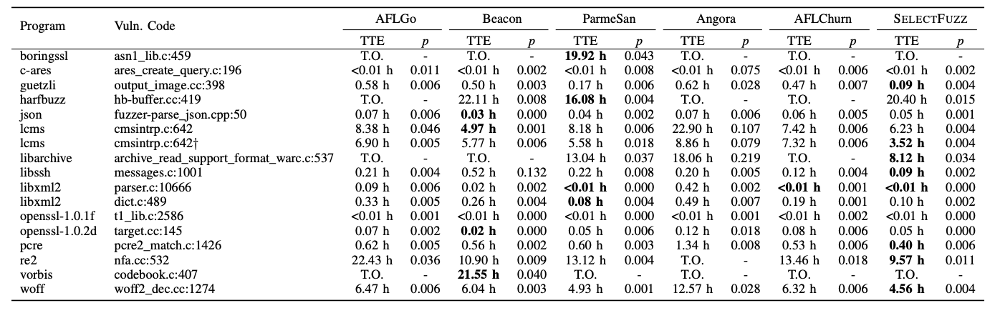 Program Vuln. Code AFLGo Beacon ParmeSan Angora AFLChurn SELECTFUZZ
TTE p TTE p TTE p TTE p TTE p TTE p
boringssl asn1_lib.c:459 T.O. - T.O. - 19.92 h 0.043 T.O. - T.O. - T.O. -
c-ares ares_create_query.c:196 <0.01 h 0.011 <0.01 h 0.002 <0.01 h 0.008 <0.01 h 0.075 <0.01 h 0.006 <0.01 h 0.002
guetzli output_image.cc:398 0.58 h 0.006 0.50 h 0.003 0.17 h 0.006 0.62 h 0.028 0.47 h 0.007 0.09 h 0.004
harfbuzz hb-buffer.cc:419 T.O. - 22.11 h 0.008 16.08 h 0.004 T.O. - T.O. - 20.40 h 0.015
json fuzzer-parse_json.cpp:50 0.07 h 0.006 0.03 h 0.000 0.04 h 0.002 0.07 h 0.006 0.06 h 0.005 0.05 h 0.001
lcms cmsintrp.c:642 8.38 h 0.046 4.97 h 0.001 8.18 h 0.006 22.90 h 0.107 7.42 h 0.006 6.23 h 0.004
lcms cmsintrp.c:642† 6.90 h 0.005 5.77 h 0.006 5.58 h 0.018 8.86 h 0.079 7.32 h 0.006 3.52 h 0.004
libarchive archive_read_support_format_warc.c:537 T.O. - T.O. - 13.04 h 0.037 18.06 h 0.219 T.O. - 8.12 h 0.034
libssh messages.c:1001 0.21 h 0.004 0.52 h 0.132 0.22 h 0.008 0.20 h 0.005 0.12 h 0.004 0.09 h 0.002
libxml2 parser.c:10666 0.09 h 0.006 0.02 h 0.002 <0.01 h 0.000 0.42 h 0.002 <0.01 h 0.001 <0.01 h 0.000
libxml2 dict.c:489 0.33 h 0.005 0.26 h 0.004 0.08 h 0.004 0.49 h 0.007 0.19 h 0.001 0.10 h 0.002
openssl-1.0.1f t1_lib.c:2586 <0.01 h 0.001 <0.01 h 0.000 <0.01 h 0.000 <0.01 h 0.001 <0.01 h 0.002 <0.01 h 0.000
openssl-1.0.2d target.cc:145 0.07 h 0.002 0.02 h 0.000 0.05 h 0.006 0.12 h 0.018 0.08 h 0.006 0.05 h 0.000
pcre pcre2_match.c:1426 0.62 h 0.005 0.56 h 0.002 0.60 h 0.003 1.34 h 0.008 0.53 h 0.006 0.40 h 0.006
re2 nfa.cc:532 22.43 h 0.036 10.90 h 0.009 13.12 h 0.004 T.O. - 13.46 h 0.018 9.57 h 0.011
vorbis codebook.c:407 T.O. - 21.55 h 0.040 T.O. - T.O. - T.O. - T.O. -
woff woff2_dec.cc:1274 6.47 h 0.006 6.04 h 0.003 4.93 h 0.001 12.57 h 0.028 6.32 h 0.006 4.56 h 0.004